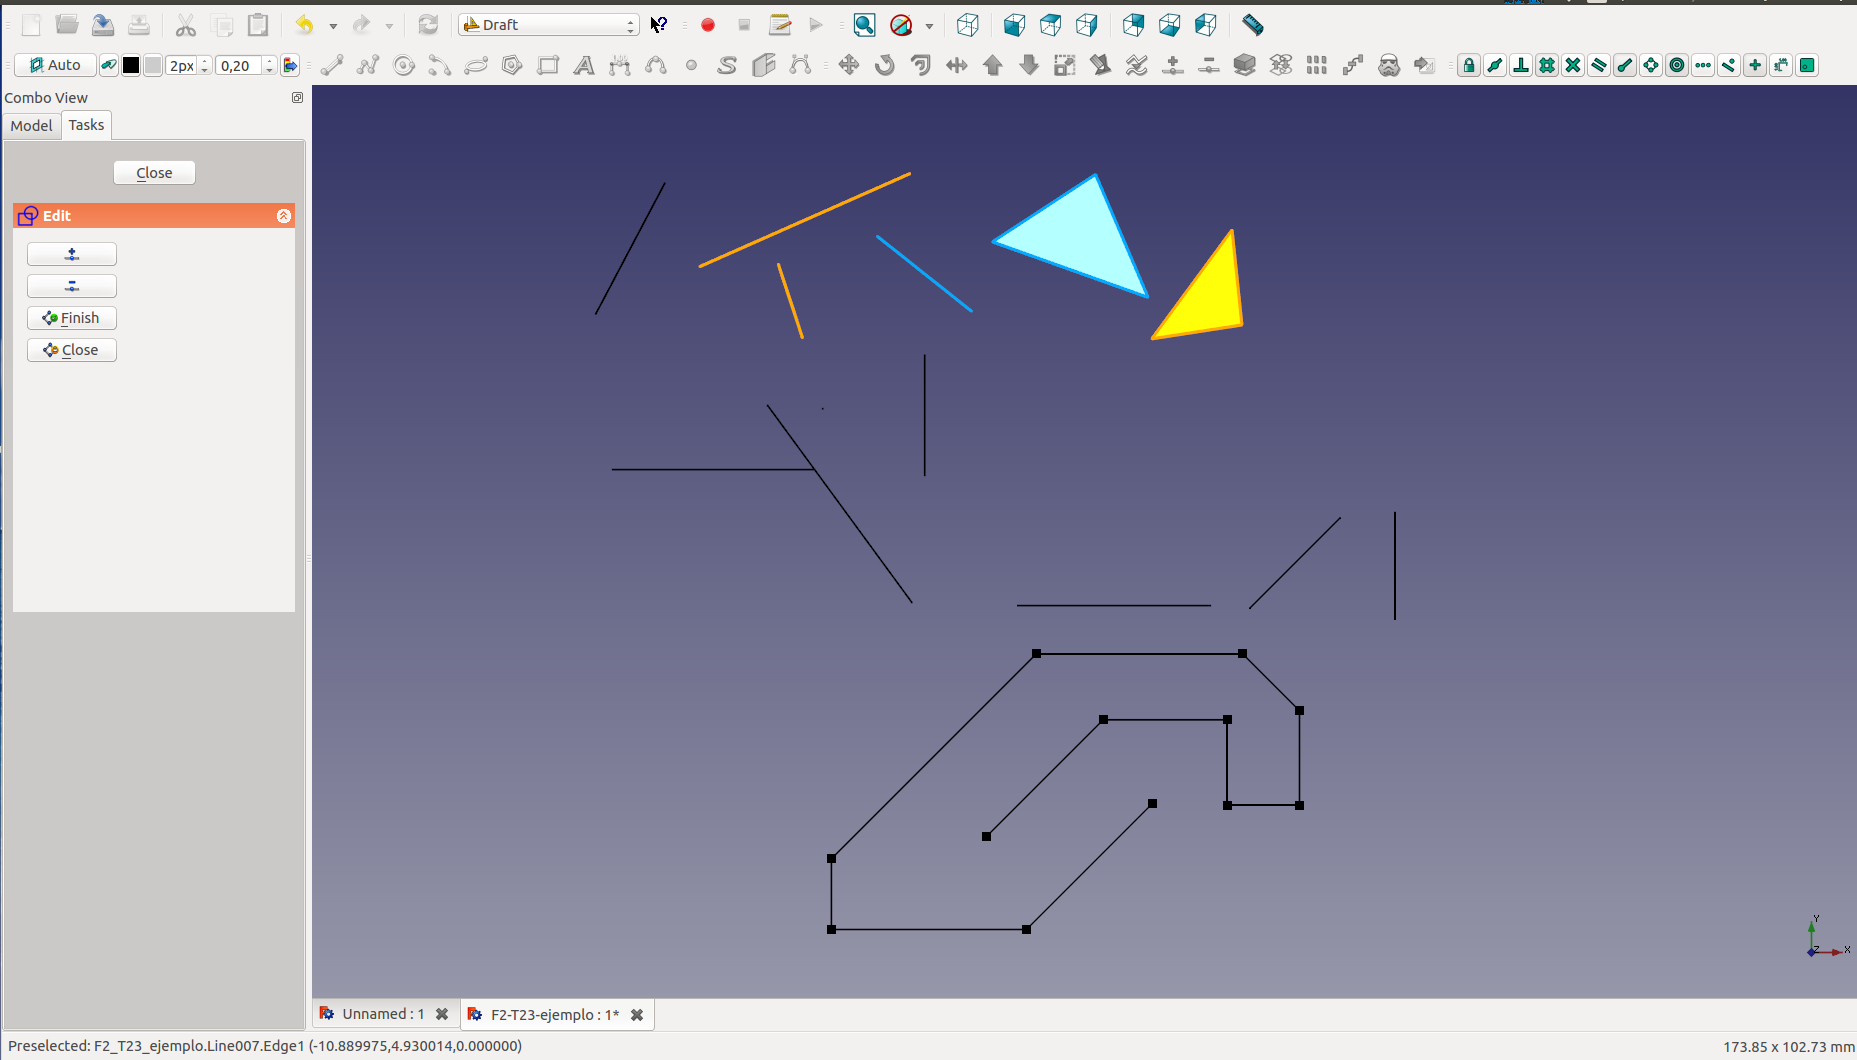 Draft
Auto
2px
0,20
Combo View
Model
Tasks
Close
Edit
Finish
Close
Y
Z
X
Unnamed : 1
F2-T23-ejemplo : 1*
Preselected: F2_T23_ejemplo.Line007.Edge1 (-10.889975,4.930014,0.000000)
173.85 x 102.73 mm